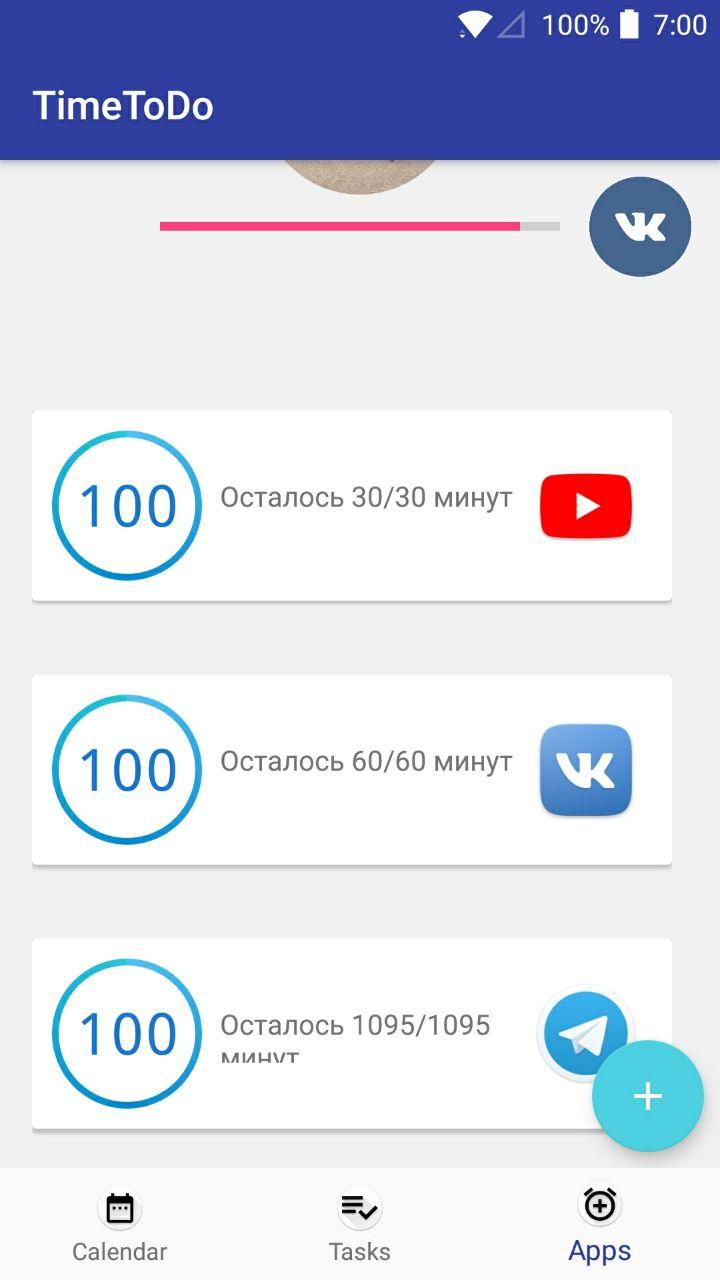 100% 7:00
TimeToDo
100 Осталось 30/30 минут
100 Осталось 60/60 минут
100 Осталось 1095/1095
минут
Calendar Tasks Apps